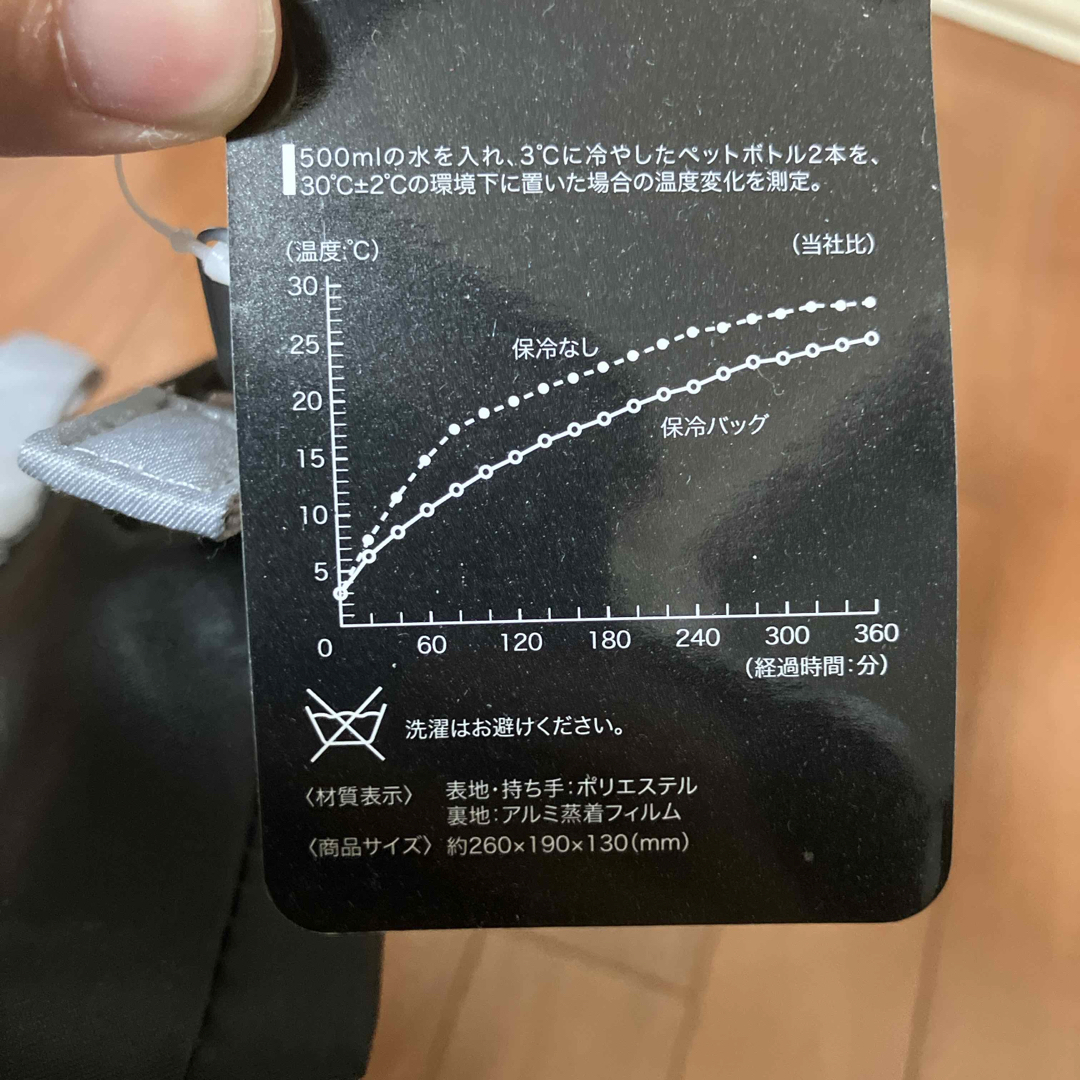 500mlの水を入れ、3℃に冷やしたペットボトル2本を、
30℃±2℃の環境下に置いた場合の温度変化を測定。
(温度:℃)
(当社比)
30
25
20
15
10
5
保冷なし
保冷バッグ
0 60 120 180 240 300 360
(経過時間:分)
洗濯はお避けください。
〈材質表示〉 表地・持ち手:ポリエステル
裏地:アルミ蒸着フィルム
〈商品サイズ〉 約260×190×130(mm)